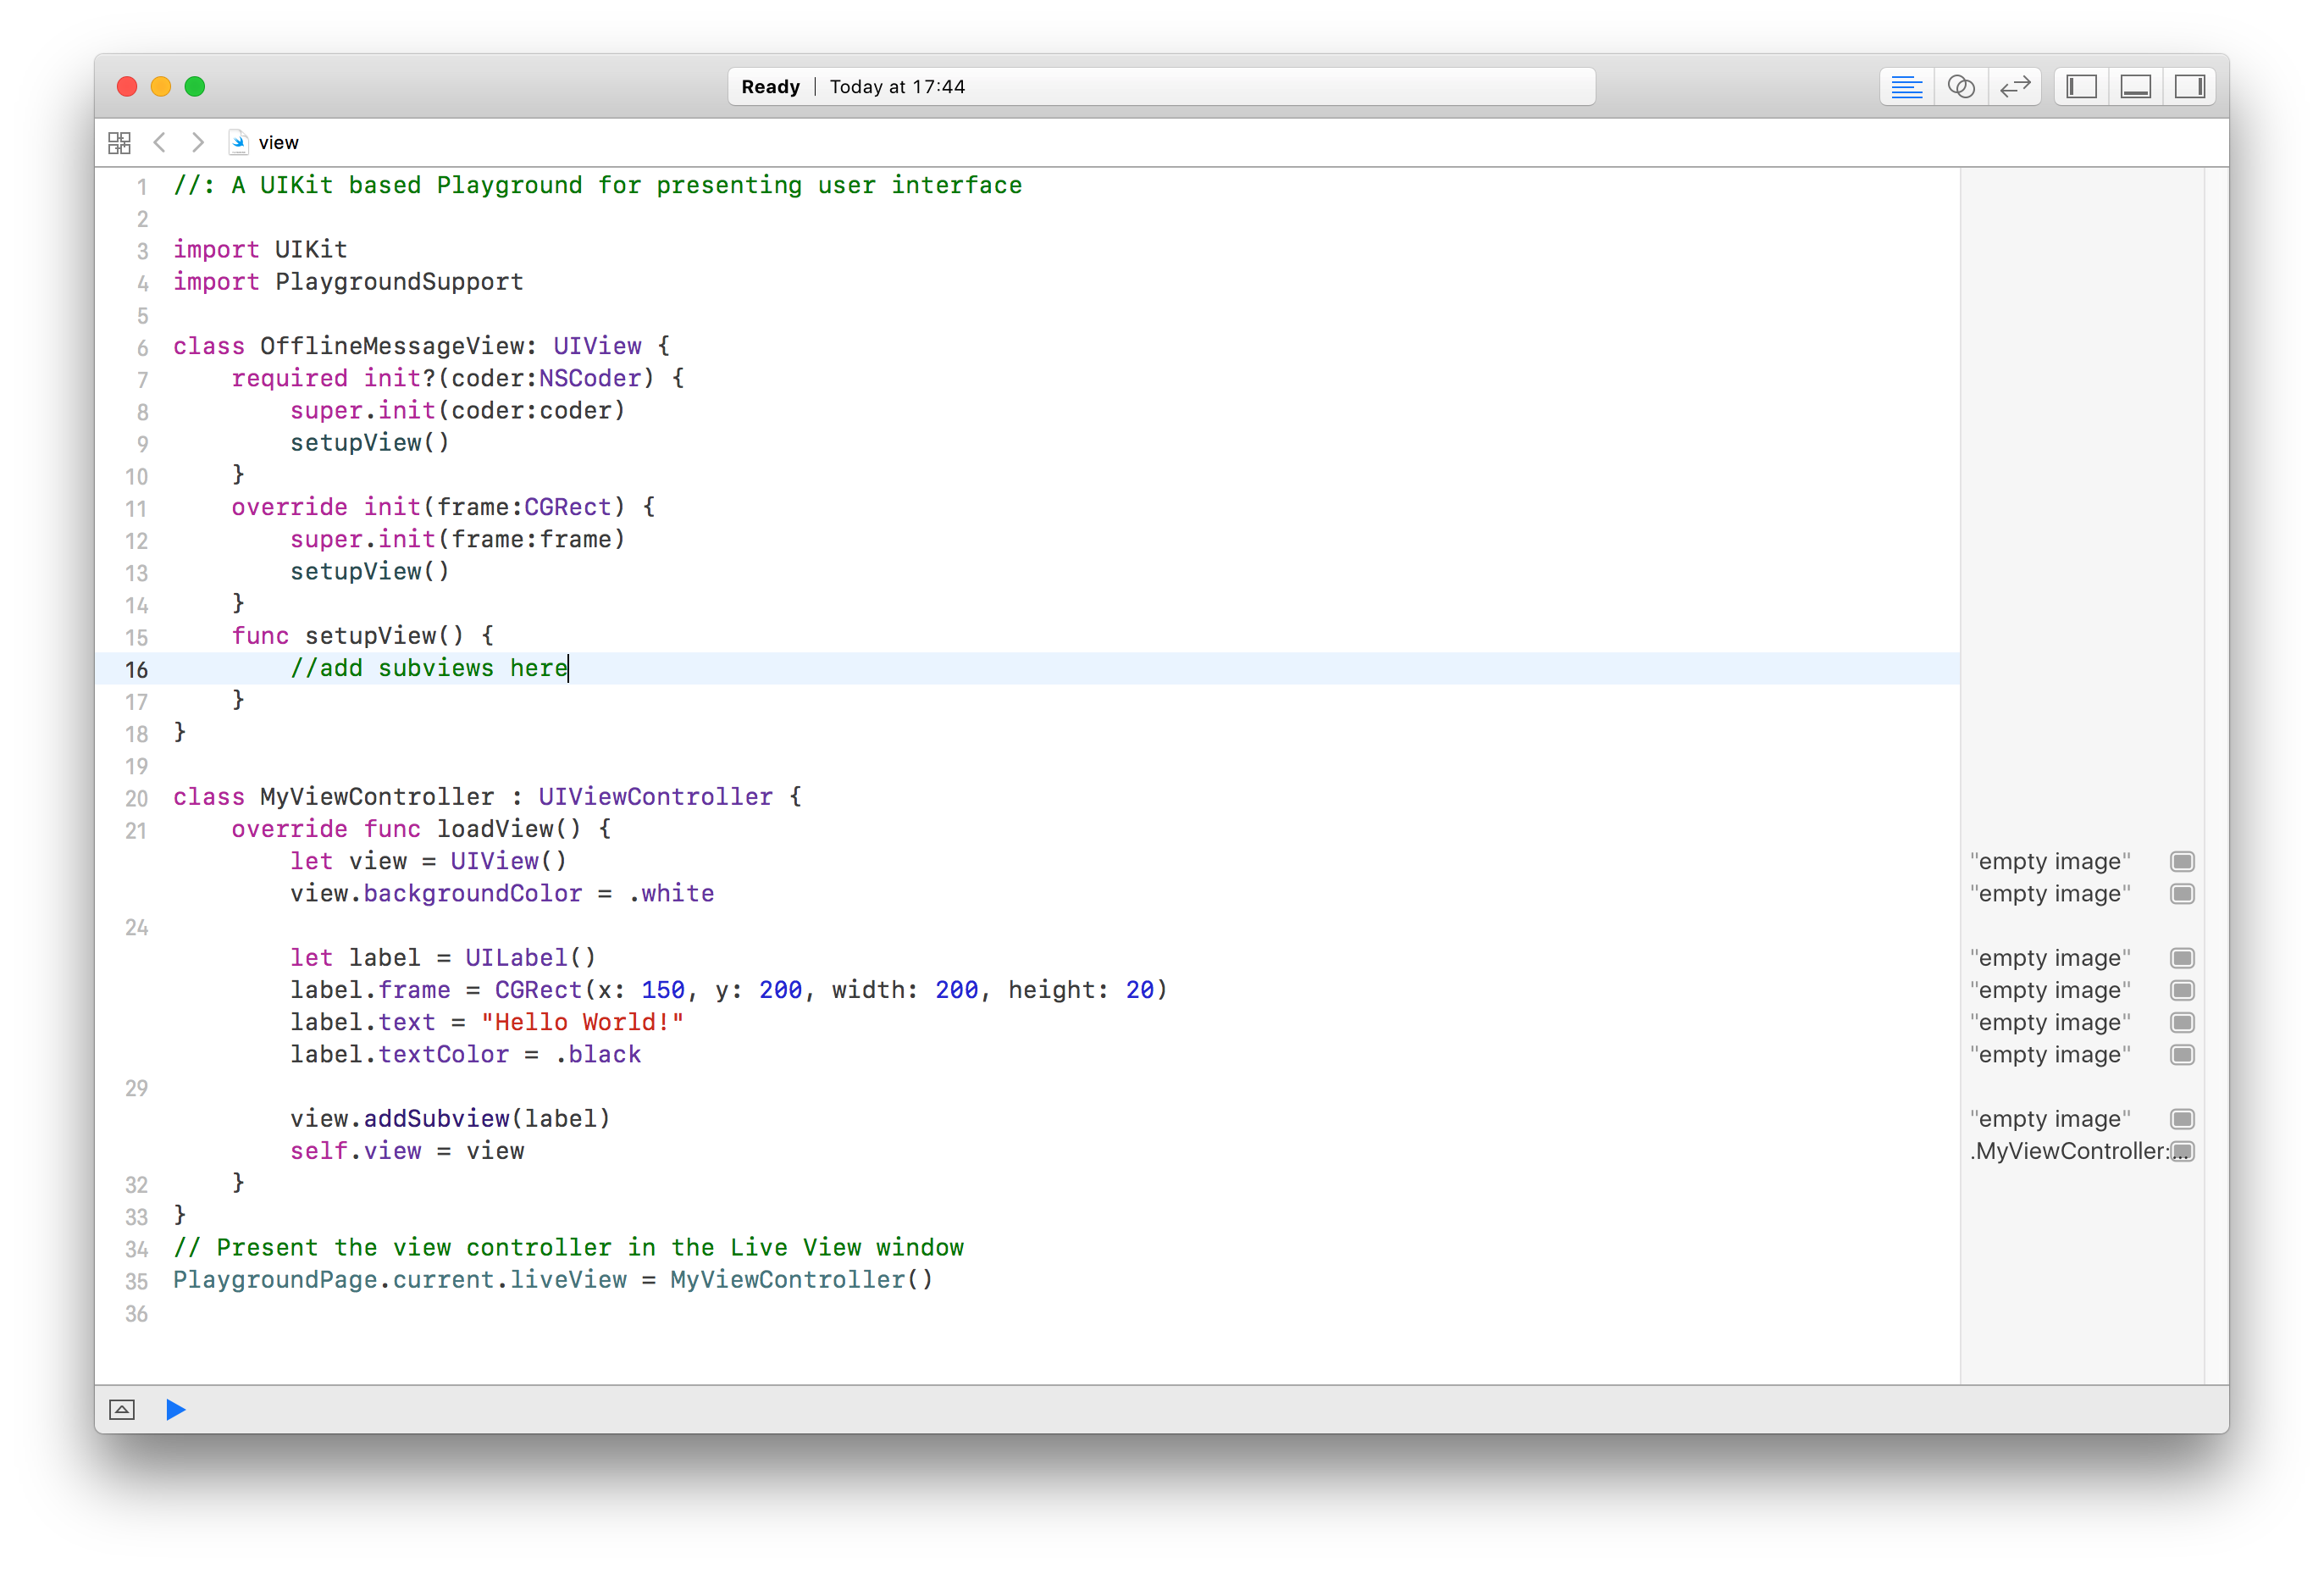 Ready | Today at 17:44
view
1 //: A UIKit based Playground for presenting user interface
2
3 import UIKit
4 import PlaygroundSupport
5
6 class OfflineMessageView: UIView {
7     required init?(coder:NSCoder) {
8         super.init(coder:coder)
9         setupView()
10     }
11     override init(frame:CGRect) {
12         super.init(frame:frame)
13         setupView()
14     }
15     func setupView() {
16         //add subviews here
17     }
18 }
19
20 class MyViewController : UIViewController {
21     override func loadView() {
        let view = UIView() "empty image"
        view.backgroundColor = .white "empty image"
24
        let label = UILabel() "empty image"
        label.frame = CGRect(x: 150, y: 200, width: 200, height: 20) "empty image"
        label.text = "Hello World!" "empty image"
        label.textColor = .black "empty image"
29
        view.addSubview(label) "empty image"
        self.view = view .MyViewController:...
32     }
33 }
34 // Present the view controller in the Live View window
35 PlaygroundPage.current.liveView = MyViewController()
36